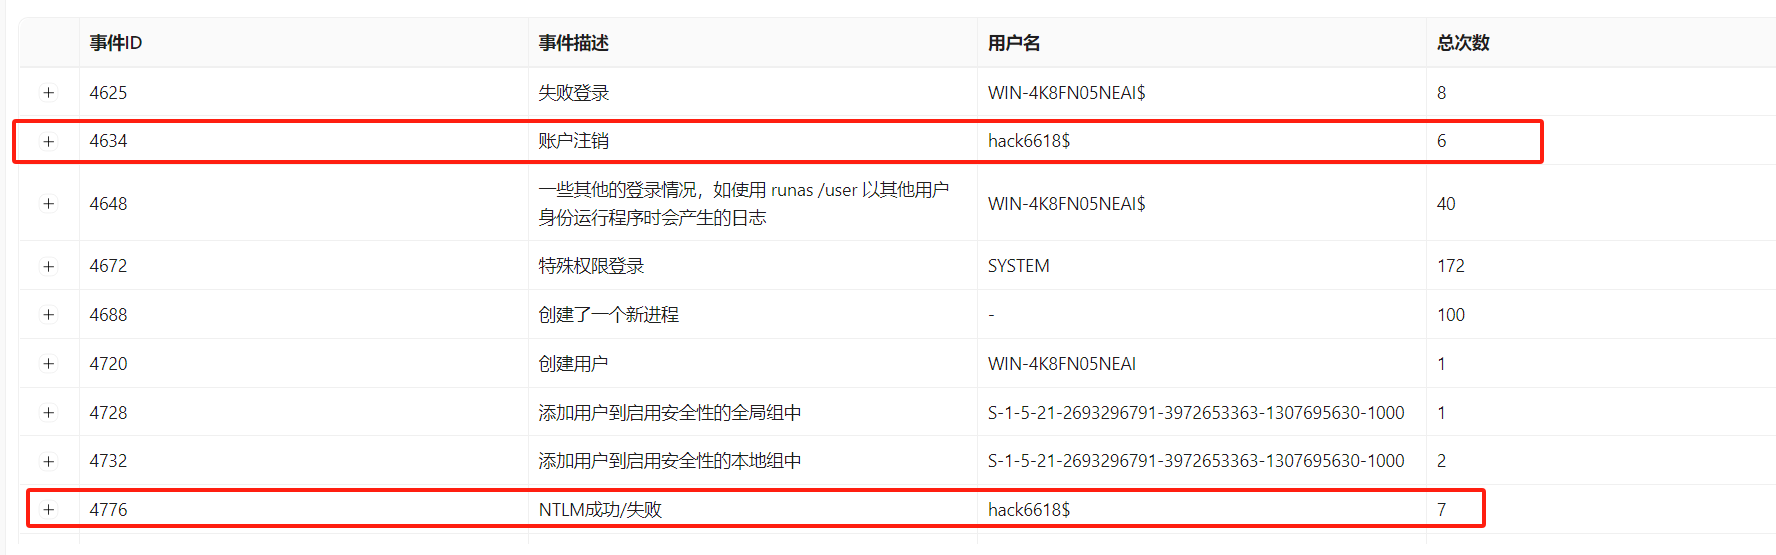 事件ID 事件描述 用户名 总次数
4625 失败登录 WIN-4K8FN05NEAI$ 8
4634 账户注销 hack6618$ 6
4648 一些其他的登录情况，如使用 runas /user 以其他用户 WIN-4K8FN05NEAI$ 40
身份运行程序时会产生的日志
4672 特殊权限登录 SYSTEM 172
4688 创建了一个新进程 - 100
4720 创建用户 WIN-4K8FN05NEAI 1
4728 添加用户到启用安全性的全局组中 S-1-5-21-2693296791-3972653363-1307695630-1000 1
4732 添加用户到启用安全性的本地组中 S-1-5-21-2693296791-3972653363-1307695630-1000 2
4776 NTLM成功/失败 hack6618$ 7